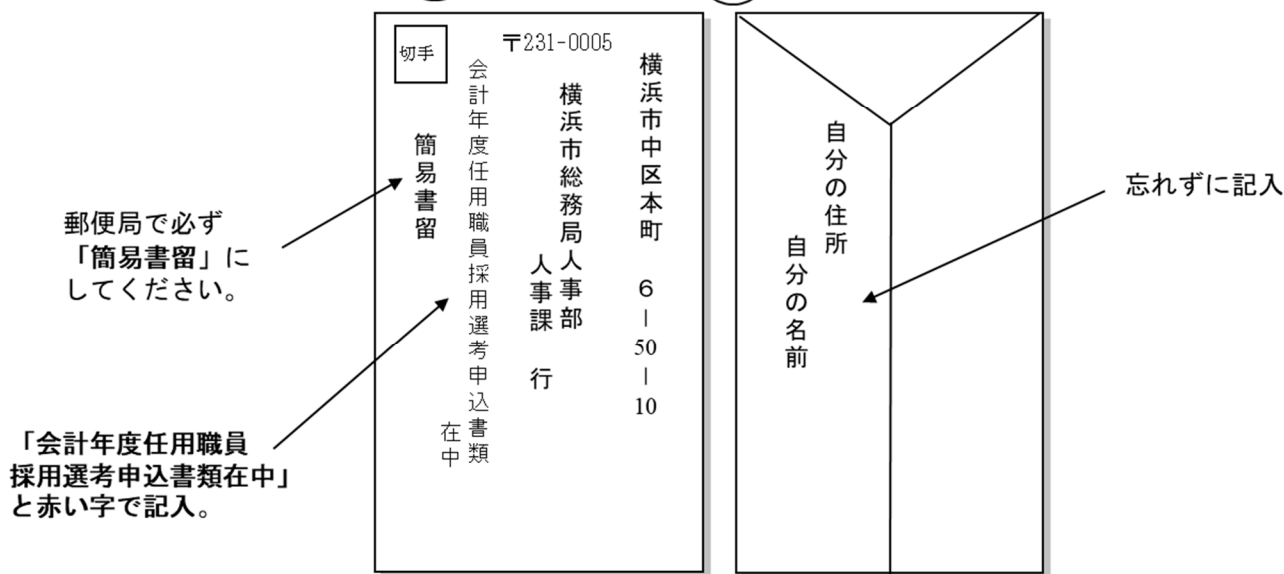 切手
〒231-0005
横浜市中区本町 6-50-10
横浜市総務局人事部
人事課 行
会計年度任用職員採用選考申込書類
在中
簡易書留
郵便局で必ず
「簡易書留」に
してください。
「会計年度任用職員
採用選考申込書類在中」
と赤い字で記入。
自分の住所
自分の名前
忘れずに記入